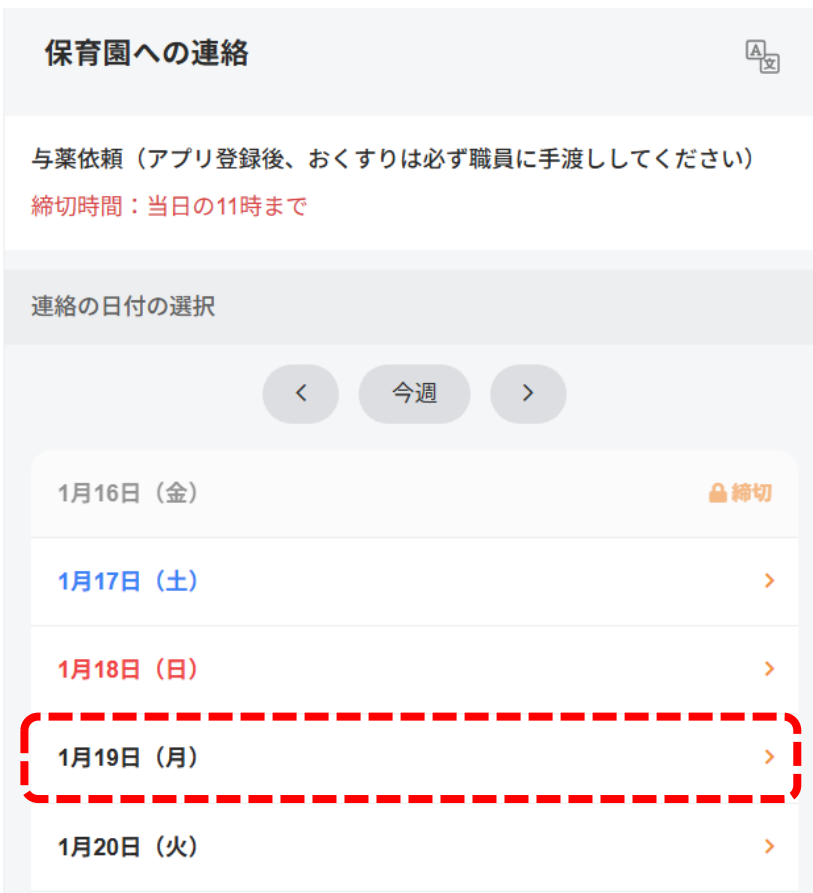 保育園への連絡
与薬依頼（アプリ登録後、おくすりは必ず職員に手渡ししてください）
締切時間：当日の11時まで
連絡の日付の選択
今週
1月16日（金） 締切
1月17日（土）
1月18日（日）
1月19日（月）
1月20日（火）